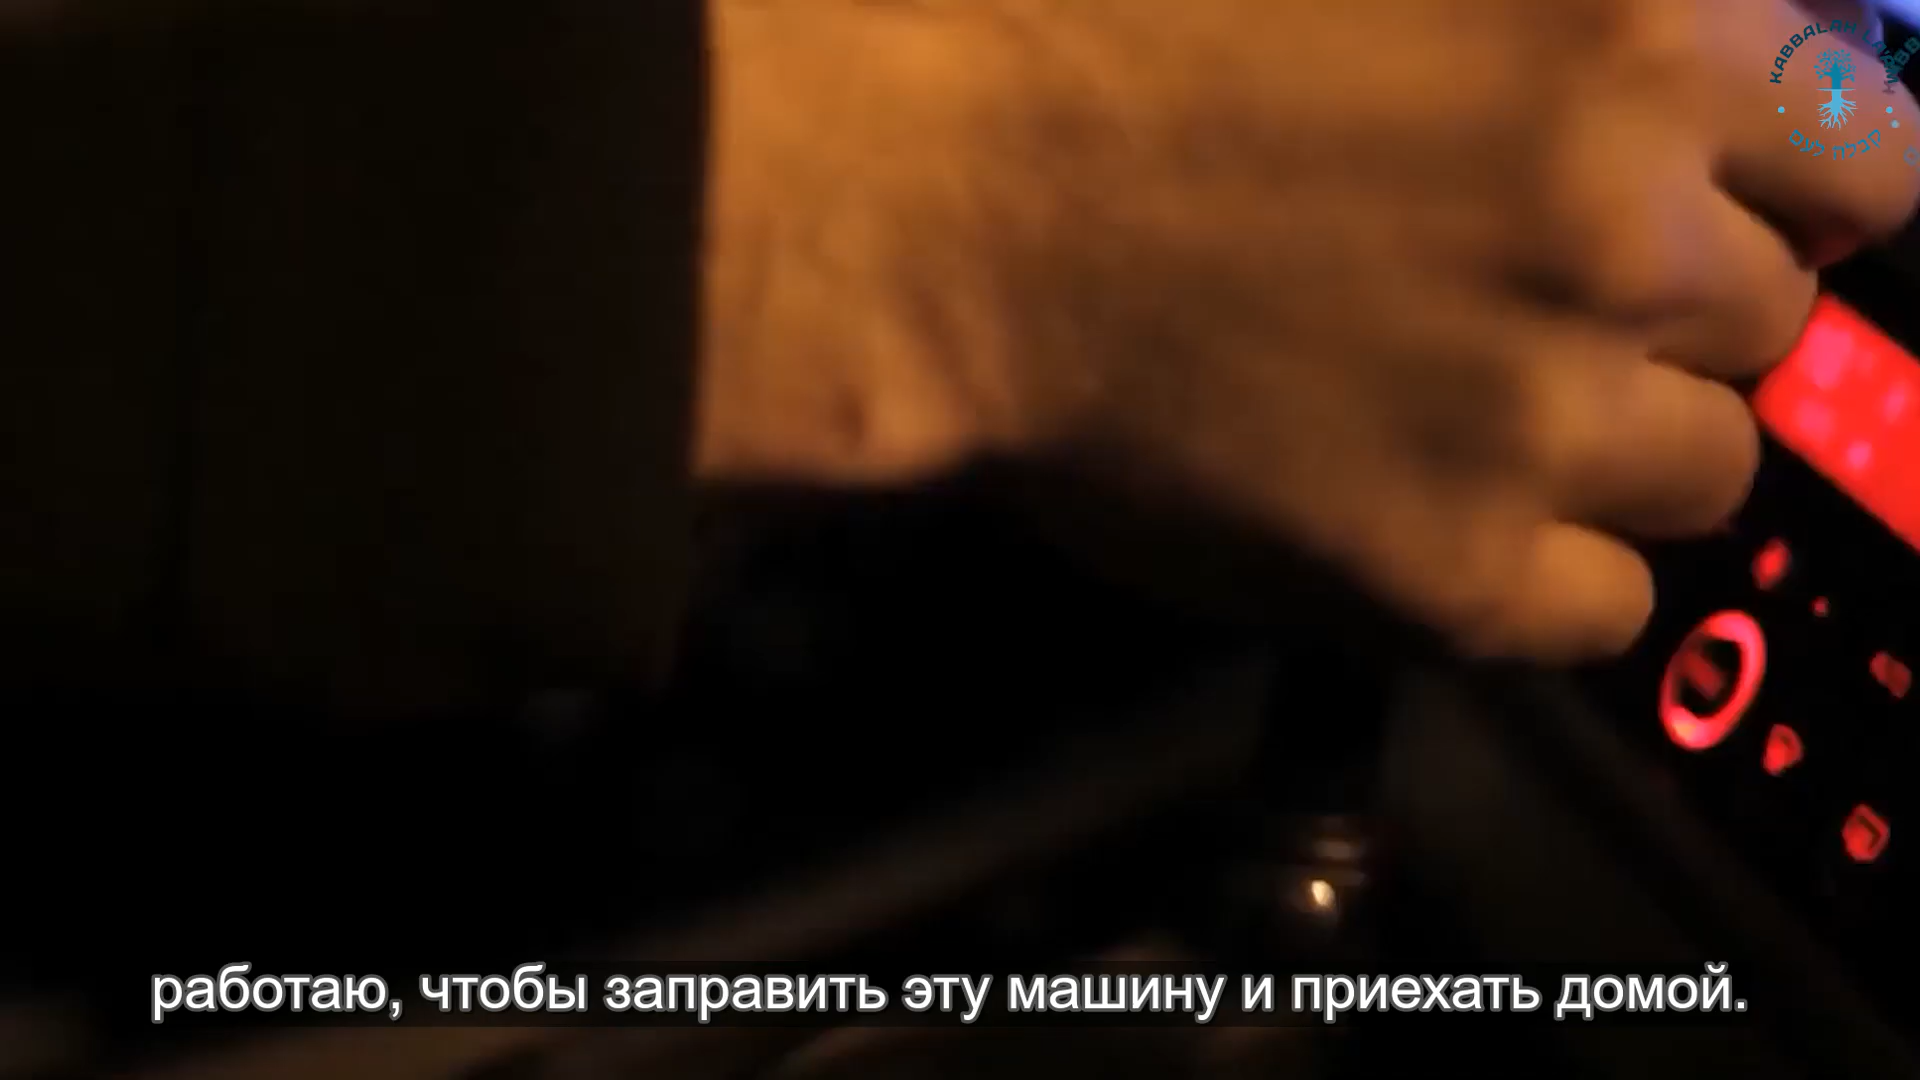 KABBALAH LA'AM
קבלה לעם
работаю, чтобы заправить эту машину и приехать домой.